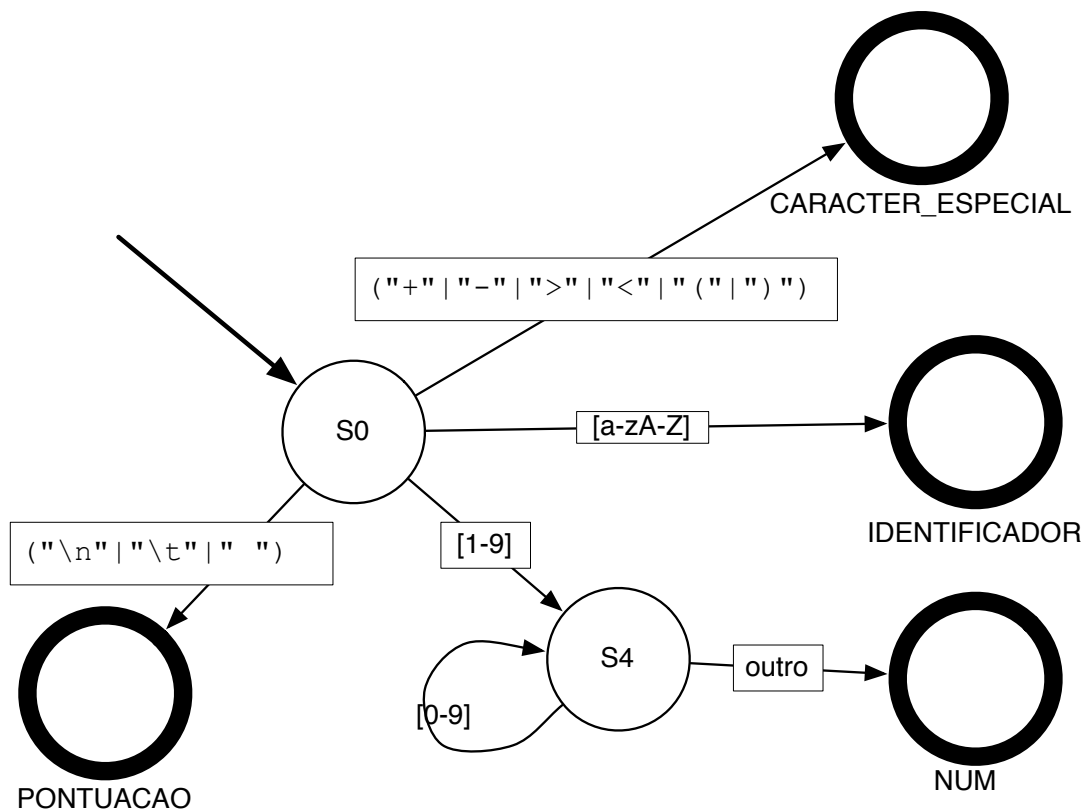 CARACTER_ESPECIAL
("+"|"-"|">"|"<"|"("|")")
S0
[a-zA-Z]
IDENTIFICADOR
("\n"|"\t"|" ")
[1-9]
S4
outro
[0-9]
NUM
PONTUACAO